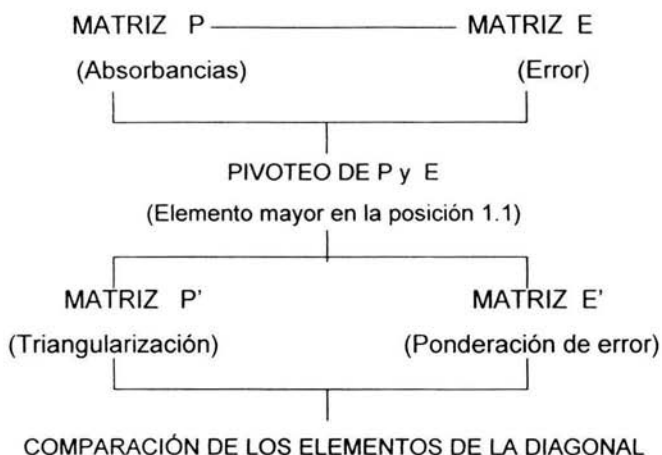 MATRIZ P MATRIZ E
(Absorbancias) (Error)
PIVOTEO DE P y E
(Elemento mayor en la posición 1.1)
MATRIZ P' MATRIZ E'
(Triangularización) (Ponderación de error)
COMPARACIÓN DE LOS ELEMENTOS DE LA DIAGONAL